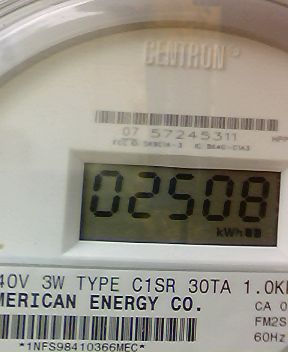 CENTRON®
07 57245311
02508
kWh
40V 3W TYPE C1SR 30TA 1.0K
MERICAN ENERGY CO.
CA 0
FM2S
60Hz
*1NFS98410366MEC*